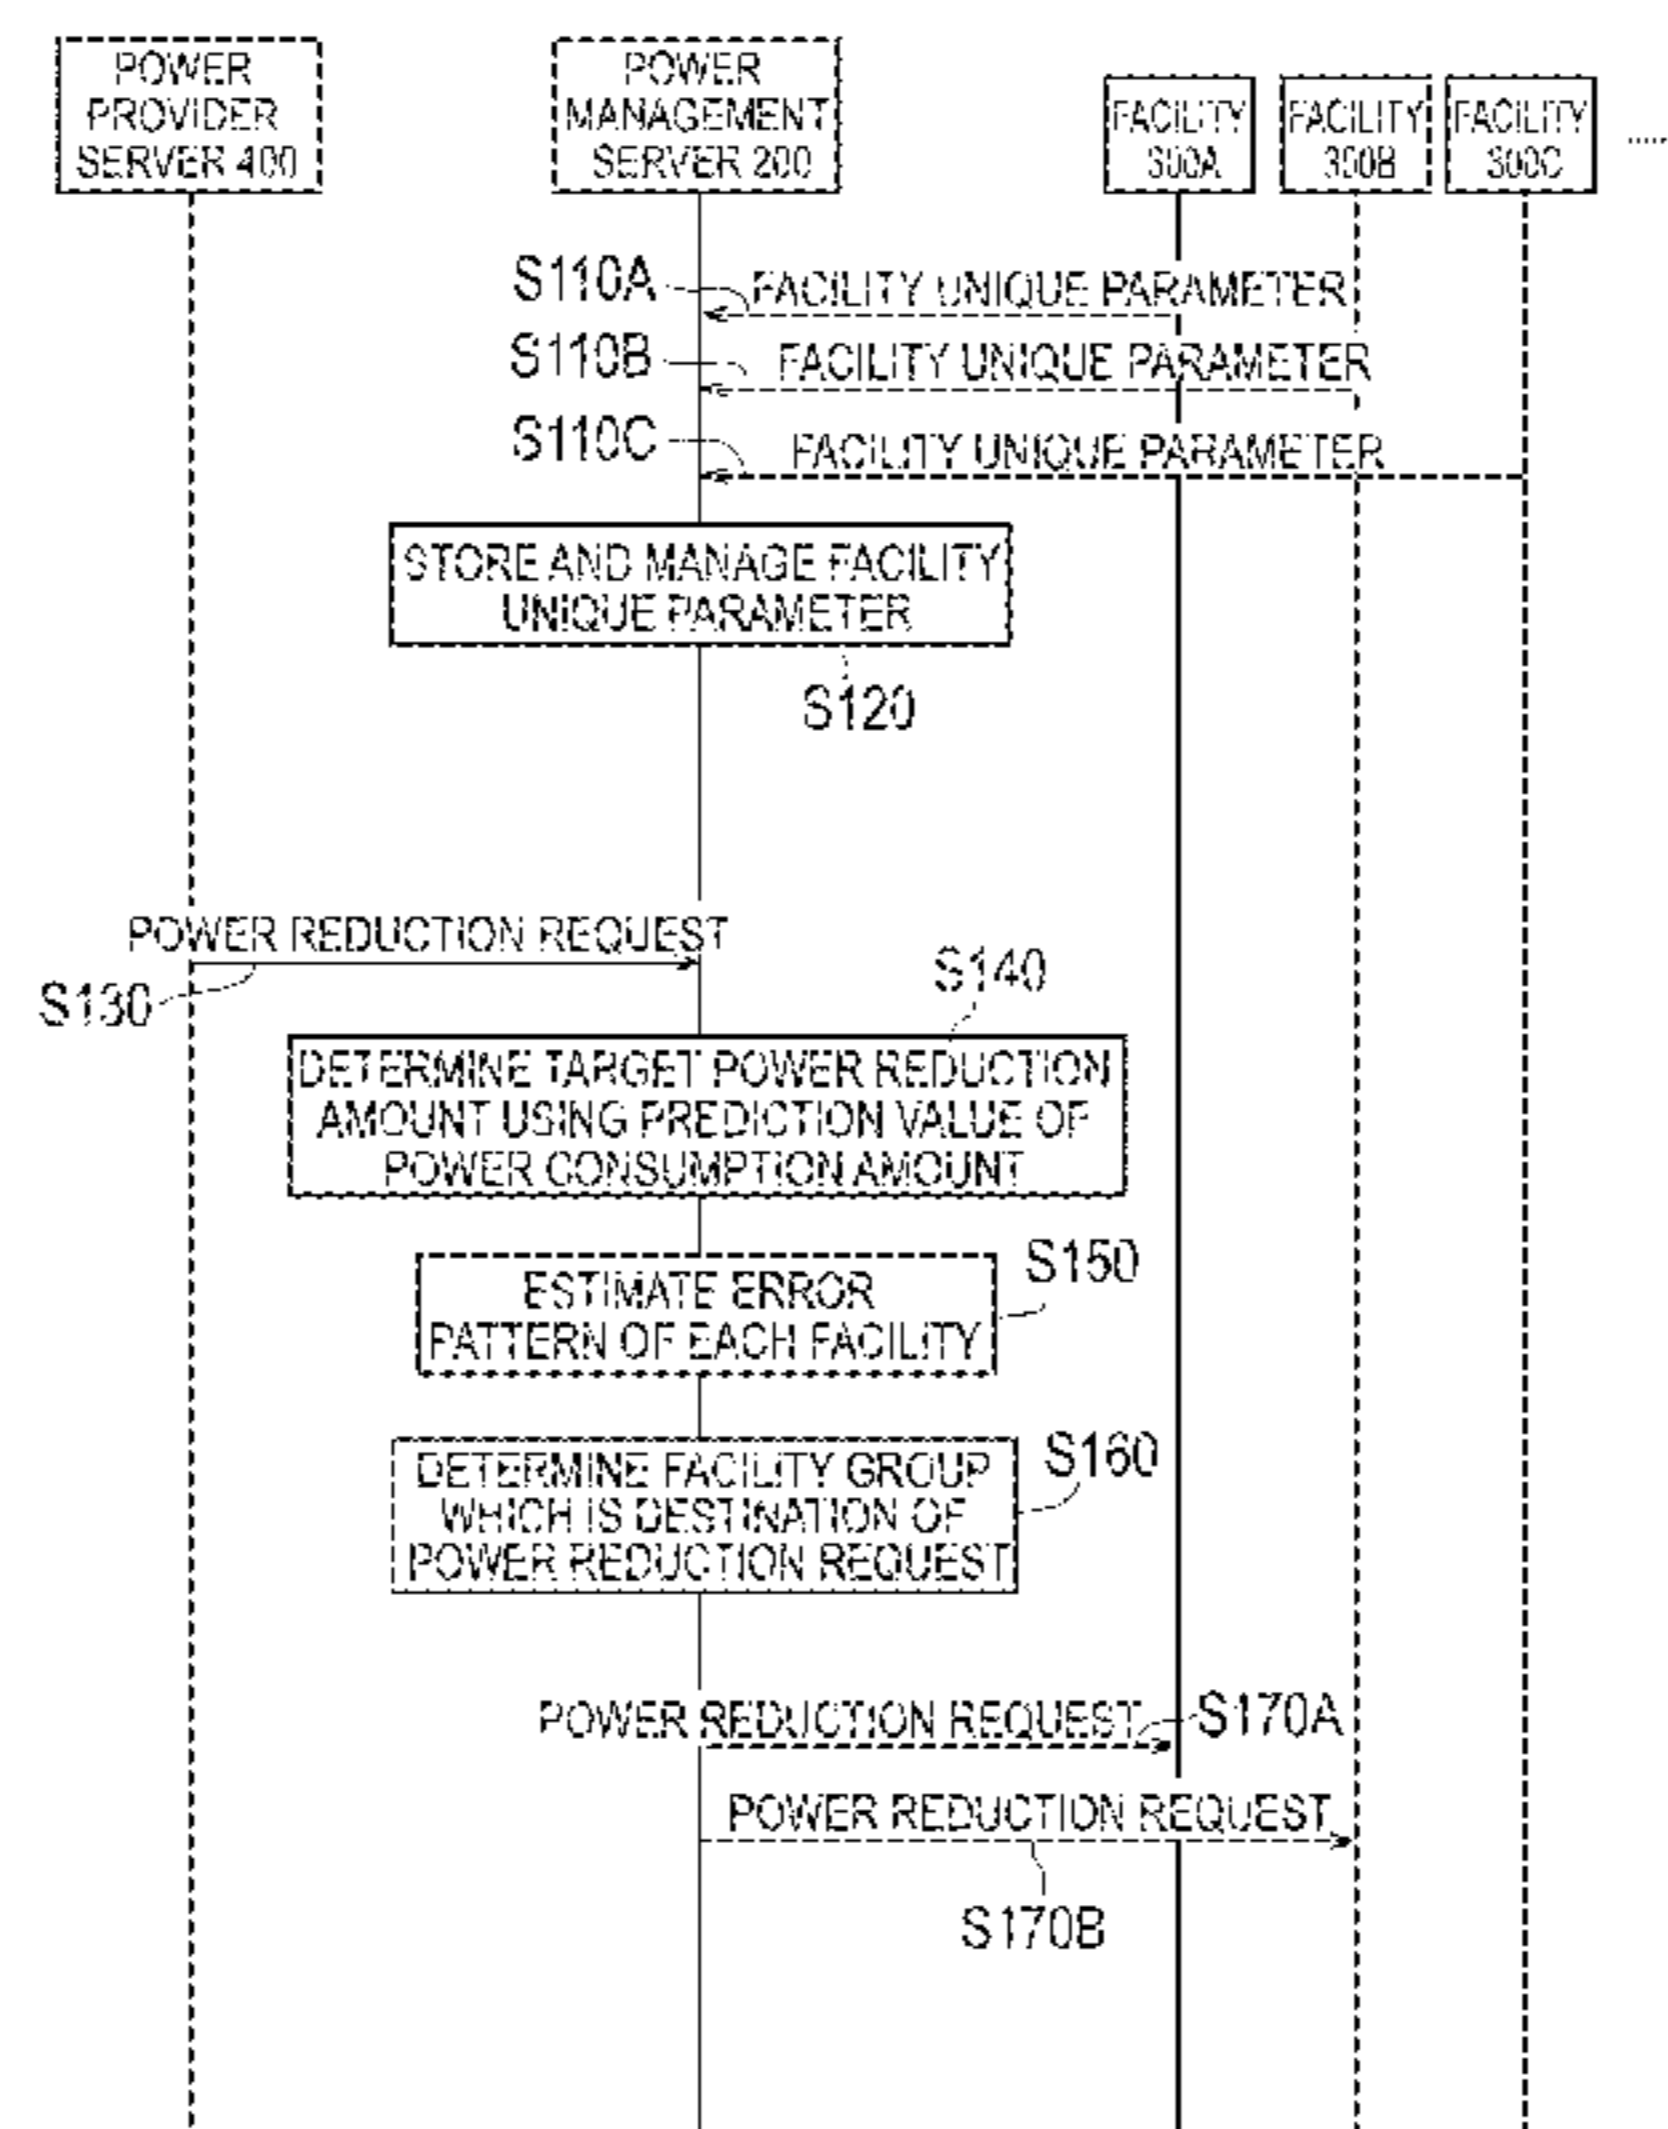 POWER
PROVIDER
SERVER 400
POWER
MANAGEMENT
SERVER 200
FACILITY
300A
FACILITY
300B
FACILITY
300C
.....
S110A
FACILITY UNIQUE PARAMETER
S110B
FACILITY UNIQUE PARAMETER
S110C
FACILITY UNIQUE PARAMETER
STORE AND MANAGE FACILITY
UNIQUE PARAMETER
S120
POWER REDUCTION REQUEST
S130
S140
DETERMINE TARGET POWER REDUCTION
AMOUNT USING PREDICTION VALUE OF
POWER CONSUMPTION AMOUNT
S150
ESTIMATE ERROR
PATTERN OF EACH FACILITY
S160
DETERMINE FACILITY GROUP
WHICH IS DESTINATION OF
POWER REDUCTION REQUEST
POWER REDUCTION REQUEST
S170A
POWER REDUCTION REQUEST
S170B